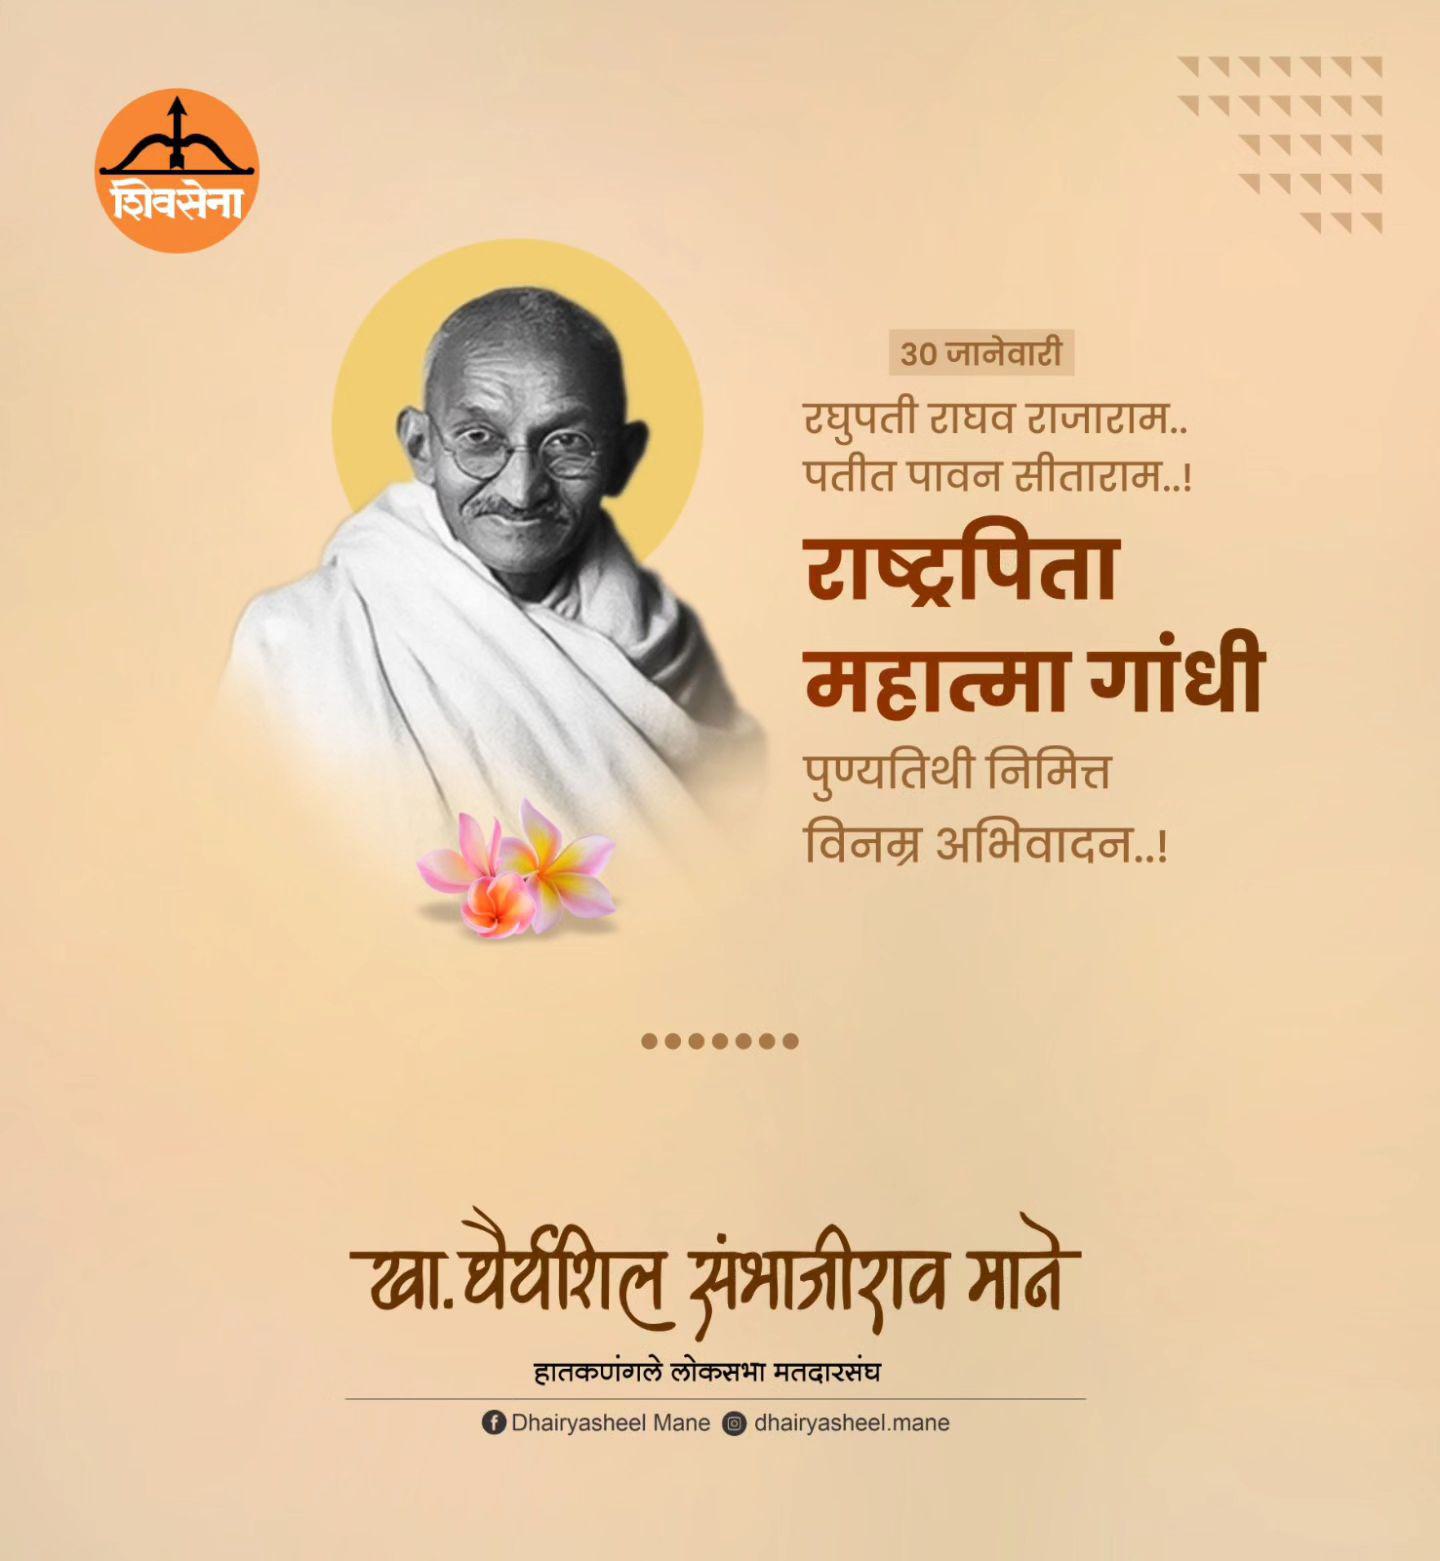 शिवसेना
30 जानेवारी
रघुपती राघव राजाराम..
पतीत पावन सीताराम..!
राष्ट्रपिता
महात्मा गांधी
पुण्यतिथी निमित्त
विनम्र अभिवादन..!
खा.धैर्यशिल संभाजीराव माने
हातकणंगले लोकसभा मतदारसंघ
Dhairyasheel Mane dhairyasheel.mane